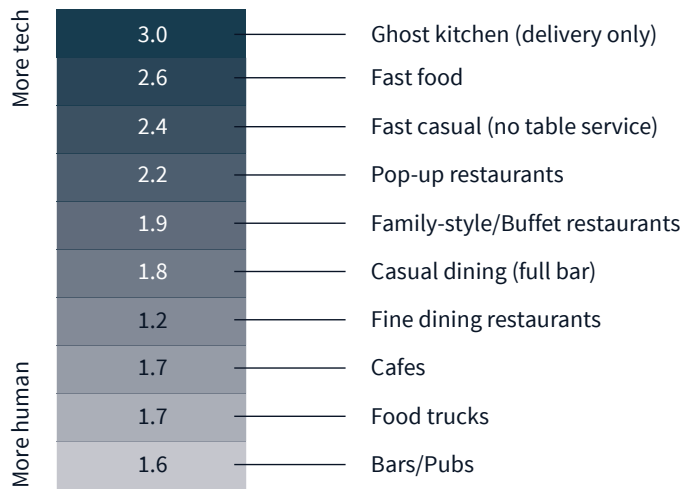 More tech
3.0 Ghost kitchen (delivery only)
2.6 Fast food
2.4 Fast casual (no table service)
2.2 Pop-up restaurants
1.9 Family-style/Buffet restaurants
1.8 Casual dining (full bar)
1.2 Fine dining restaurants
1.7 Cafes
1.7 Food trucks
1.6 Bars/Pubs
More human